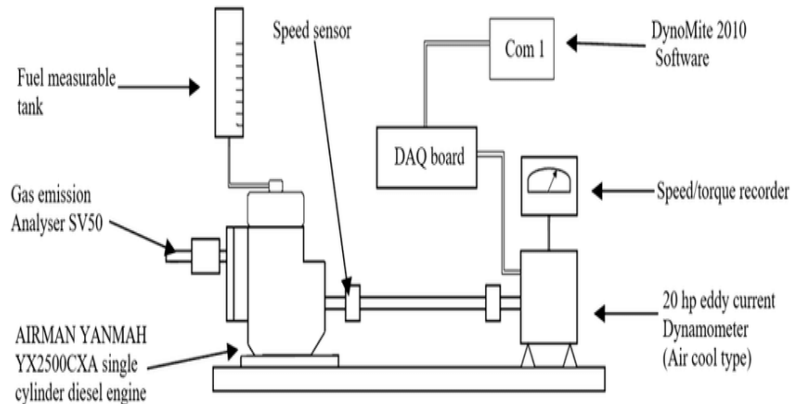 Speed sensor
DynoMite 2010
Software
Com 1
Fuel measurable
tank
DAQ board
Gas emission
Analyser SV50
Speed/torque recorder
20 hp eddy current
Dynamometer
(Air cool type)
AIRMAN YANMAH
YX2500CXA single
cylinder diesel engine